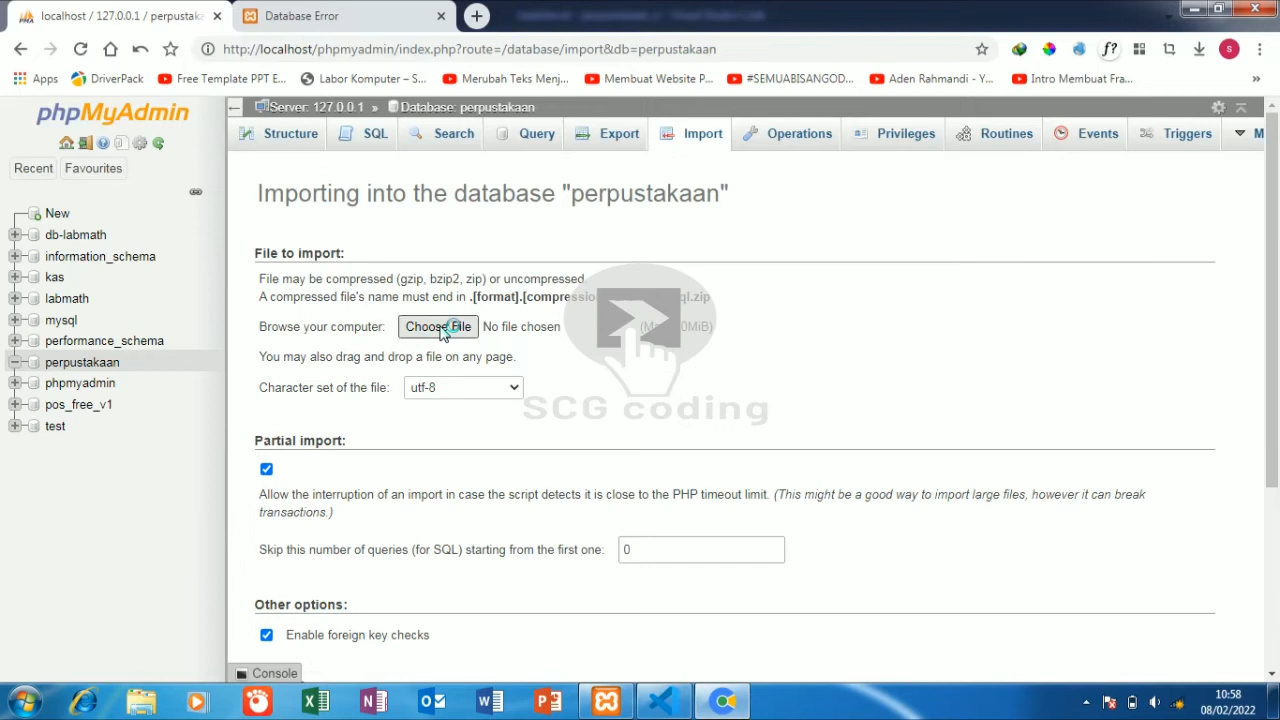 localhost / 127.0.0.1 / perpustaka
Database Error
http://localhost/phpmyadmin/index.php?route=/database/import&db=perpustakaan
f?
s
Apps
DriverPack
Free Template PPT E...
Labor Komputer – S...
Merubah Teks Menj...
Membuat Website P...
#SEMUABISANGOD...
Aden Rahmandi - Y...
Intro Membuat Fra...
»
phpMyAdmin
Recent
Favourites
New
db-labmath
information_schema
kas
labmath
mysql
performance_schema
perpustakaan
phpmyadmin
pos_free_v1
test
Server: 127.0.0.1 » Database: perpustakaan
Structure
SQL
Search
Query
Export
Import
Operations
Privileges
Routines
Events
Triggers
M
Importing into the database "perpustakaan"
File to import:
File may be compressed (gzip, bzip2, zip) or uncompressed.
A compressed file's name must end in .[format].[compressio ql.zip
Browse your computer: Choose File No file chosen (Ma 0MiB)
You may also drag and drop a file on any page.
Character set of the file: utf-8
SCG coding
Partial import:
Allow the interruption of an import in case the script detects it is close to the PHP timeout limit. (This might be a good way to import large files, however it can break
transactions.)
Skip this number of queries (for SQL) starting from the first one: 0
Other options:
Enable foreign key checks
Console
10:58
08/02/2022